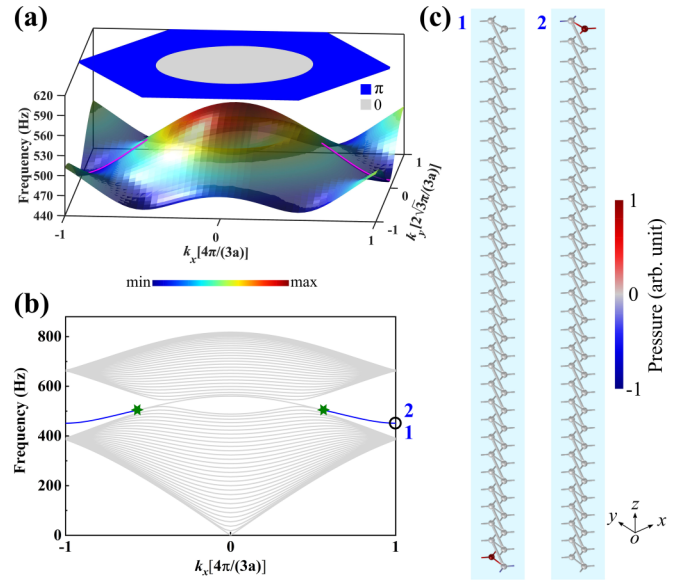 (a)
π
0
Frequency (Hz)
620
590
560
530
500
470
440
-1
0
1
kx[4π/(3a)]
1
0
-1
ky[2√3π/(3a)]
min
max
(b)
Frequency (Hz)
800
600
400
200
0
2
1
-1
0
1
kx[4π/(3a)]
(c)
1
2
1
0
-1
Pressure (arb. unit)
z
y
o
x